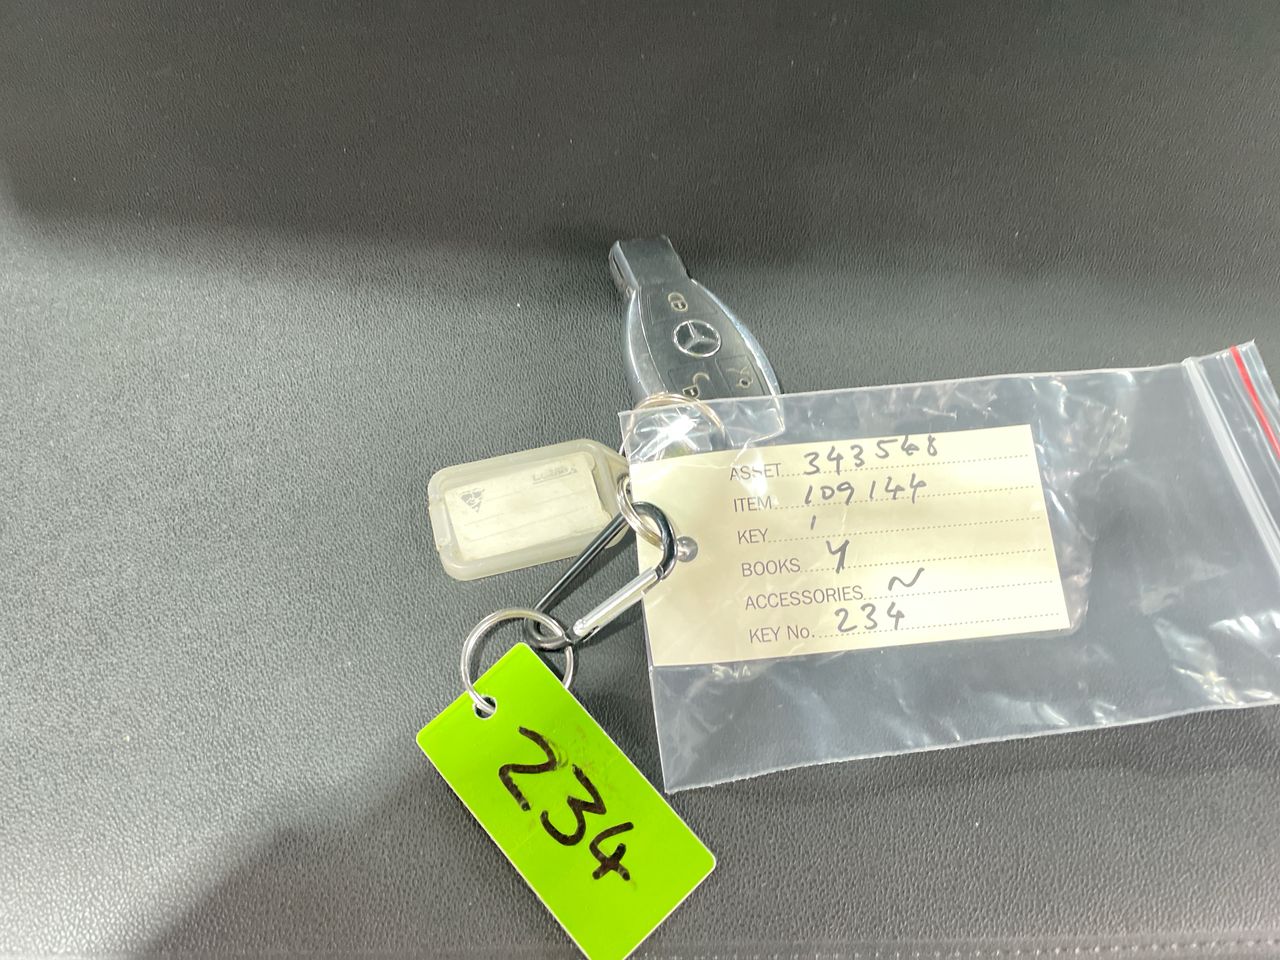 ASSET 343548
ITEM 109144
KEY 1
BOOKS Y
ACCESSORIES N
KEY No. 234
234